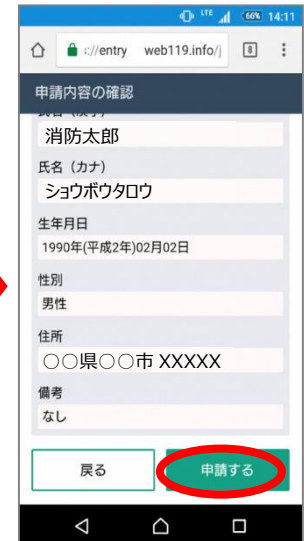 LTE 66% 14:11
://entry web119.info/j 8
申請内容の確認
消防太郎
氏名（カナ）
ショウボウタロウ
生年月日
1990年(平成2年)02月02日
性別
男性
住所
○○県○○市 XXXXX
備考
なし
戻る 申請する